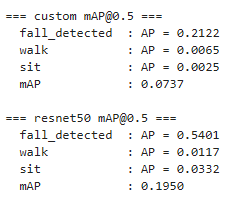 === custom mAP@0.5 ===
fall_detected : AP = 0.2122
walk : AP = 0.0065
sit : AP = 0.0025
mAP : 0.0737
=== resnet50 mAP@0.5 ===
fall_detected : AP = 0.5401
walk : AP = 0.0117
sit : AP = 0.0332
mAP : 0.1950